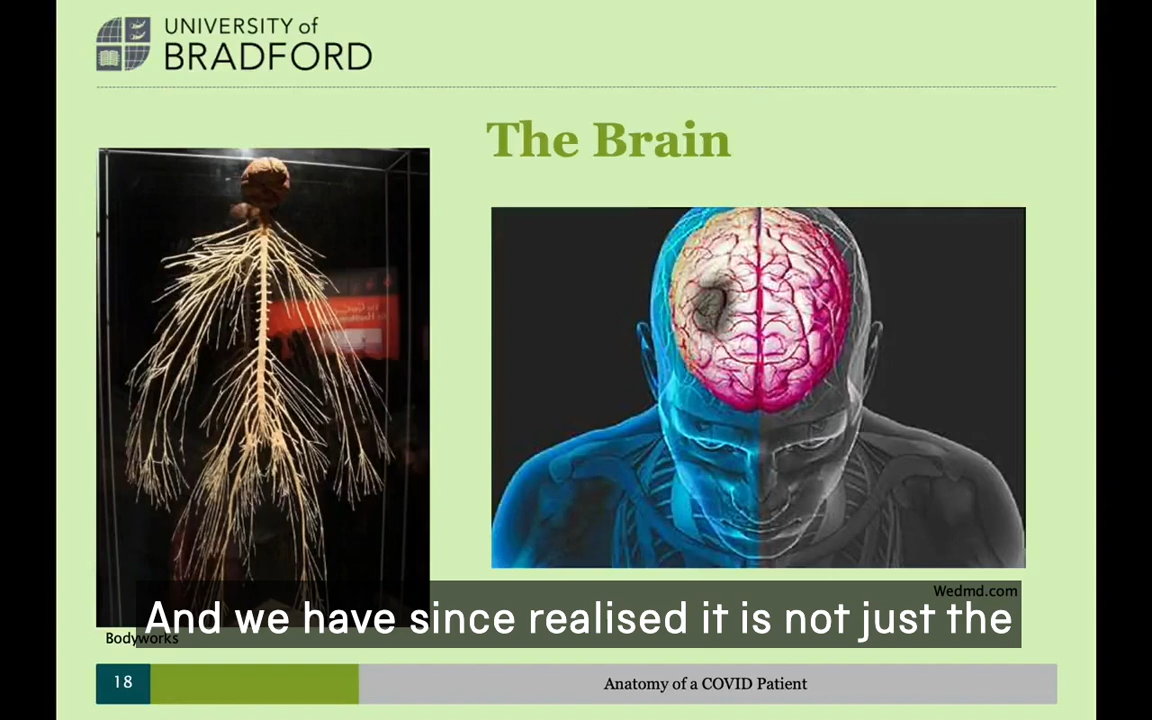 UNIVERSITY of
BRADFORD
The Brain
Wedmd.com
And we have since realised it is not just the
Bodyworks
18
Anatomy of a COVID Patient